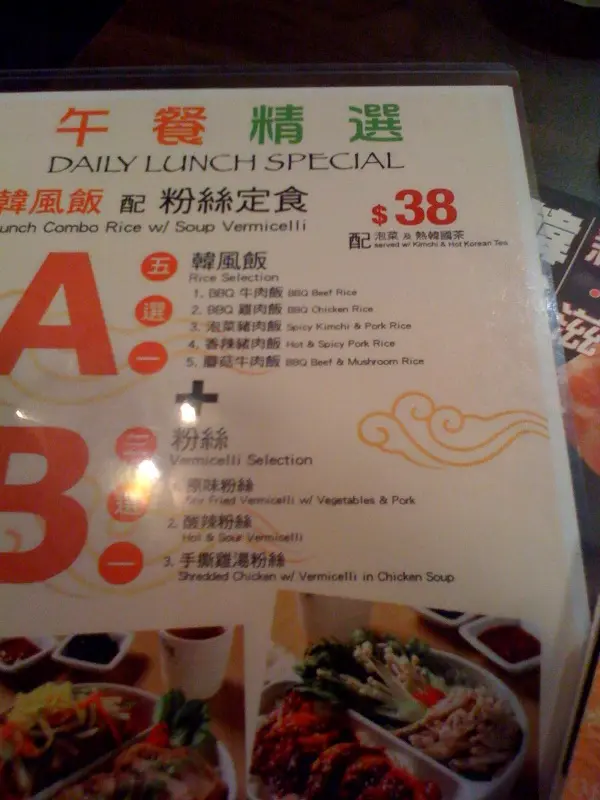 午餐精選
DAILY LUNCH SPECIAL
韓風飯 配 粉絲定食
unch Combo Rice w/ Soup Vermicelli
$38
配 泡菜 及 熱韓國茶
served w/ Kimchi & Hot Korean Tea
A
五選一
韓風飯
Rice Selection
1. BBQ 牛肉飯 BBQ Beef Rice
2. BBQ 雞肉飯 BBQ Chicken Rice
3. 泡菜豬肉飯 Spicy Kimchi & Pork Rice
4. 香辣豬肉飯 Hot & Spicy Pork Rice
5. 蘑菇牛肉飯 BBQ Beef & Mushroom Rice
+
B
三選一
粉絲
Vermicelli Selection
原味粉絲
Fried Vermicelli w/ Vegetables & Pork
2. 酸辣粉絲
Hot & Sour Vermicelli
3. 手撕雞湯粉絲
Shredded Chicken w/ Vermicelli in Chicken Soup
韓
滋